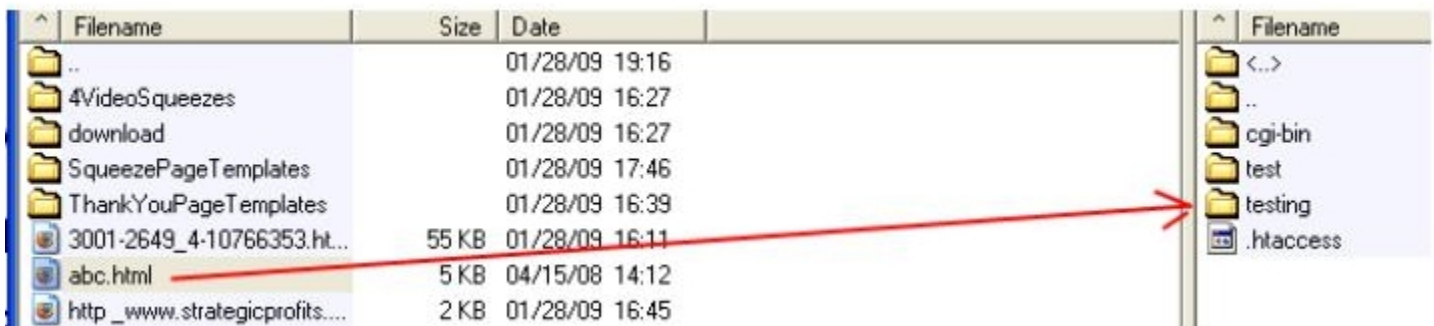 ^ Filename Size Date ^ Filename
.. 01/28/09 19:16 <..>
4VideoSqueezes 01/28/09 16:27 ..
download 01/28/09 16:27 cgi-bin
SqueezePageTemplates 01/28/09 17:46 test
ThankYouPageTemplates 01/28/09 16:39 testing
3001-2649_4-10766353.ht... 55 KB 01/28/09 16:11 .htaccess
abc.html 5 KB 04/15/08 14:12
http _www.strategicprofits.... 2 KB 01/28/09 16:45